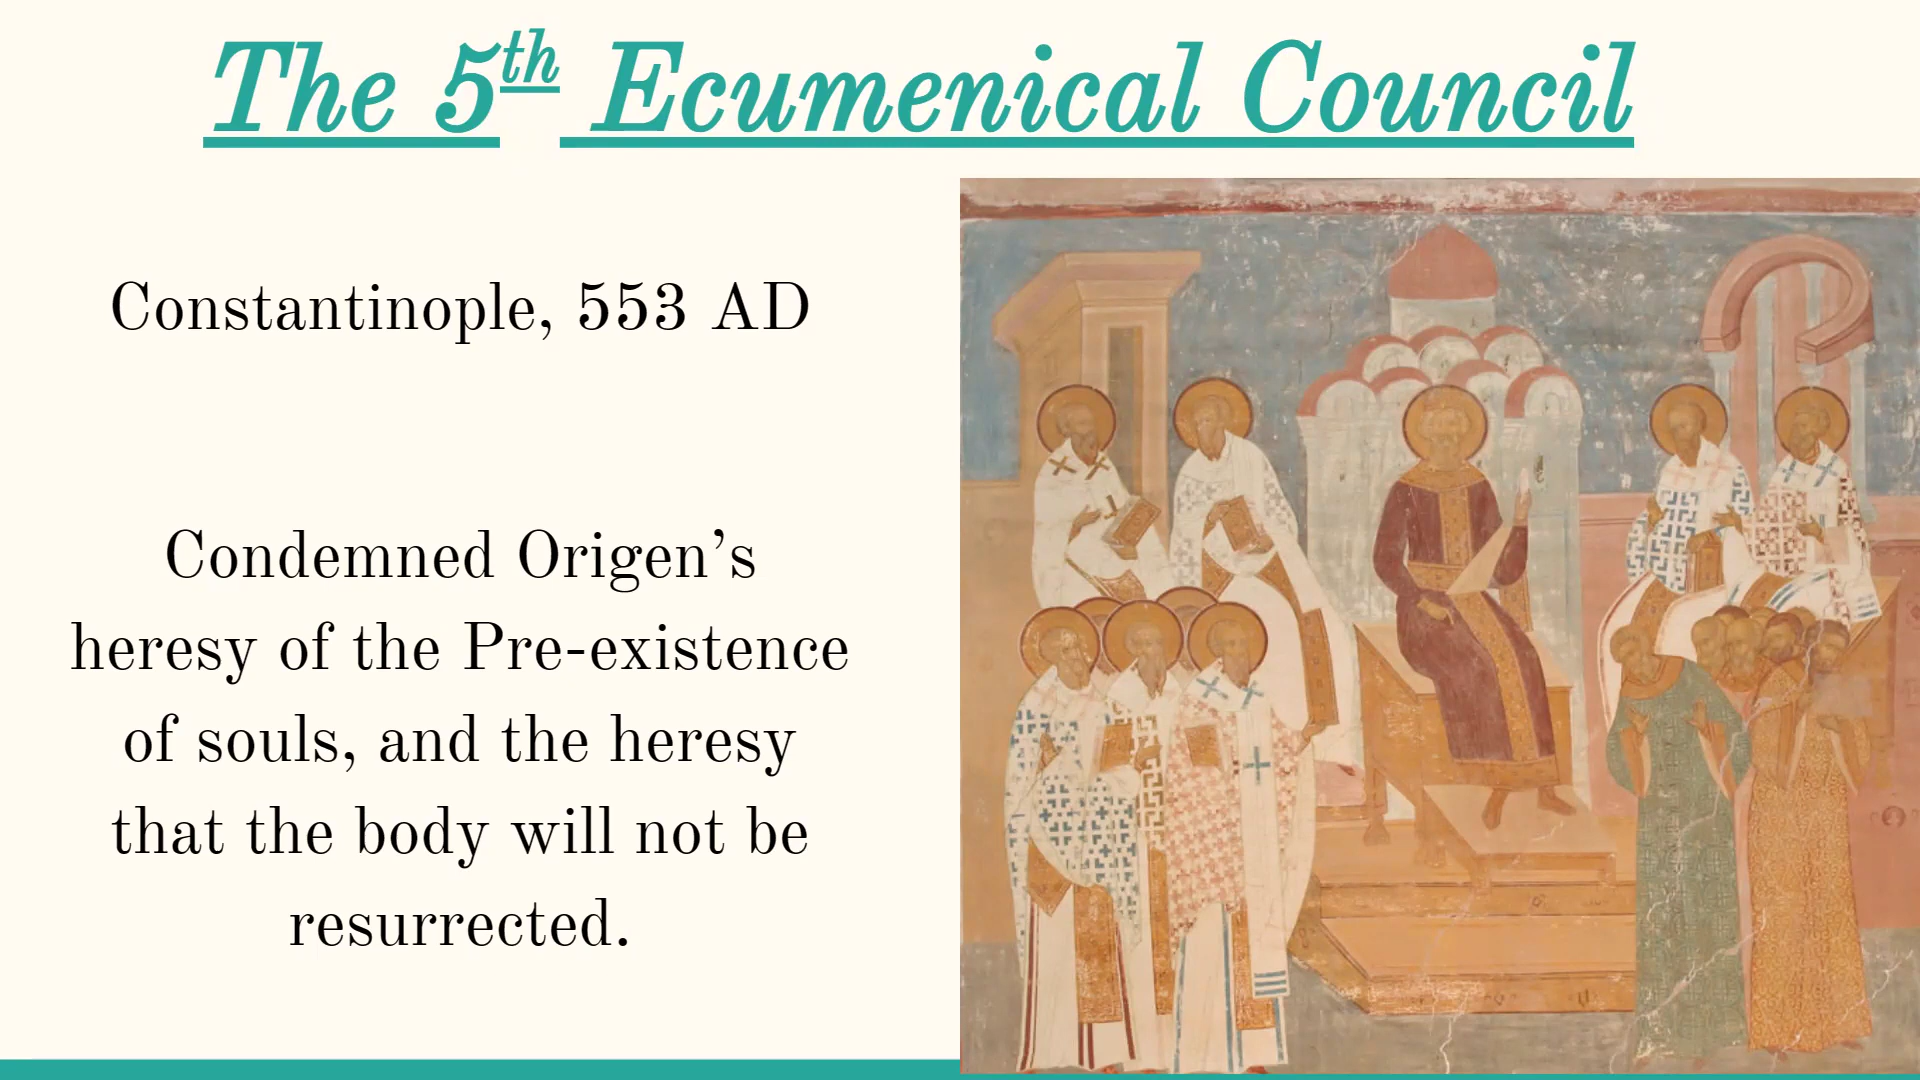 The 5th Ecumenical Council
Constantinople, 553 AD
Condemned Origen’s
heresy of the Pre-existence
of souls, and the heresy
that the body will not be
resurrected.